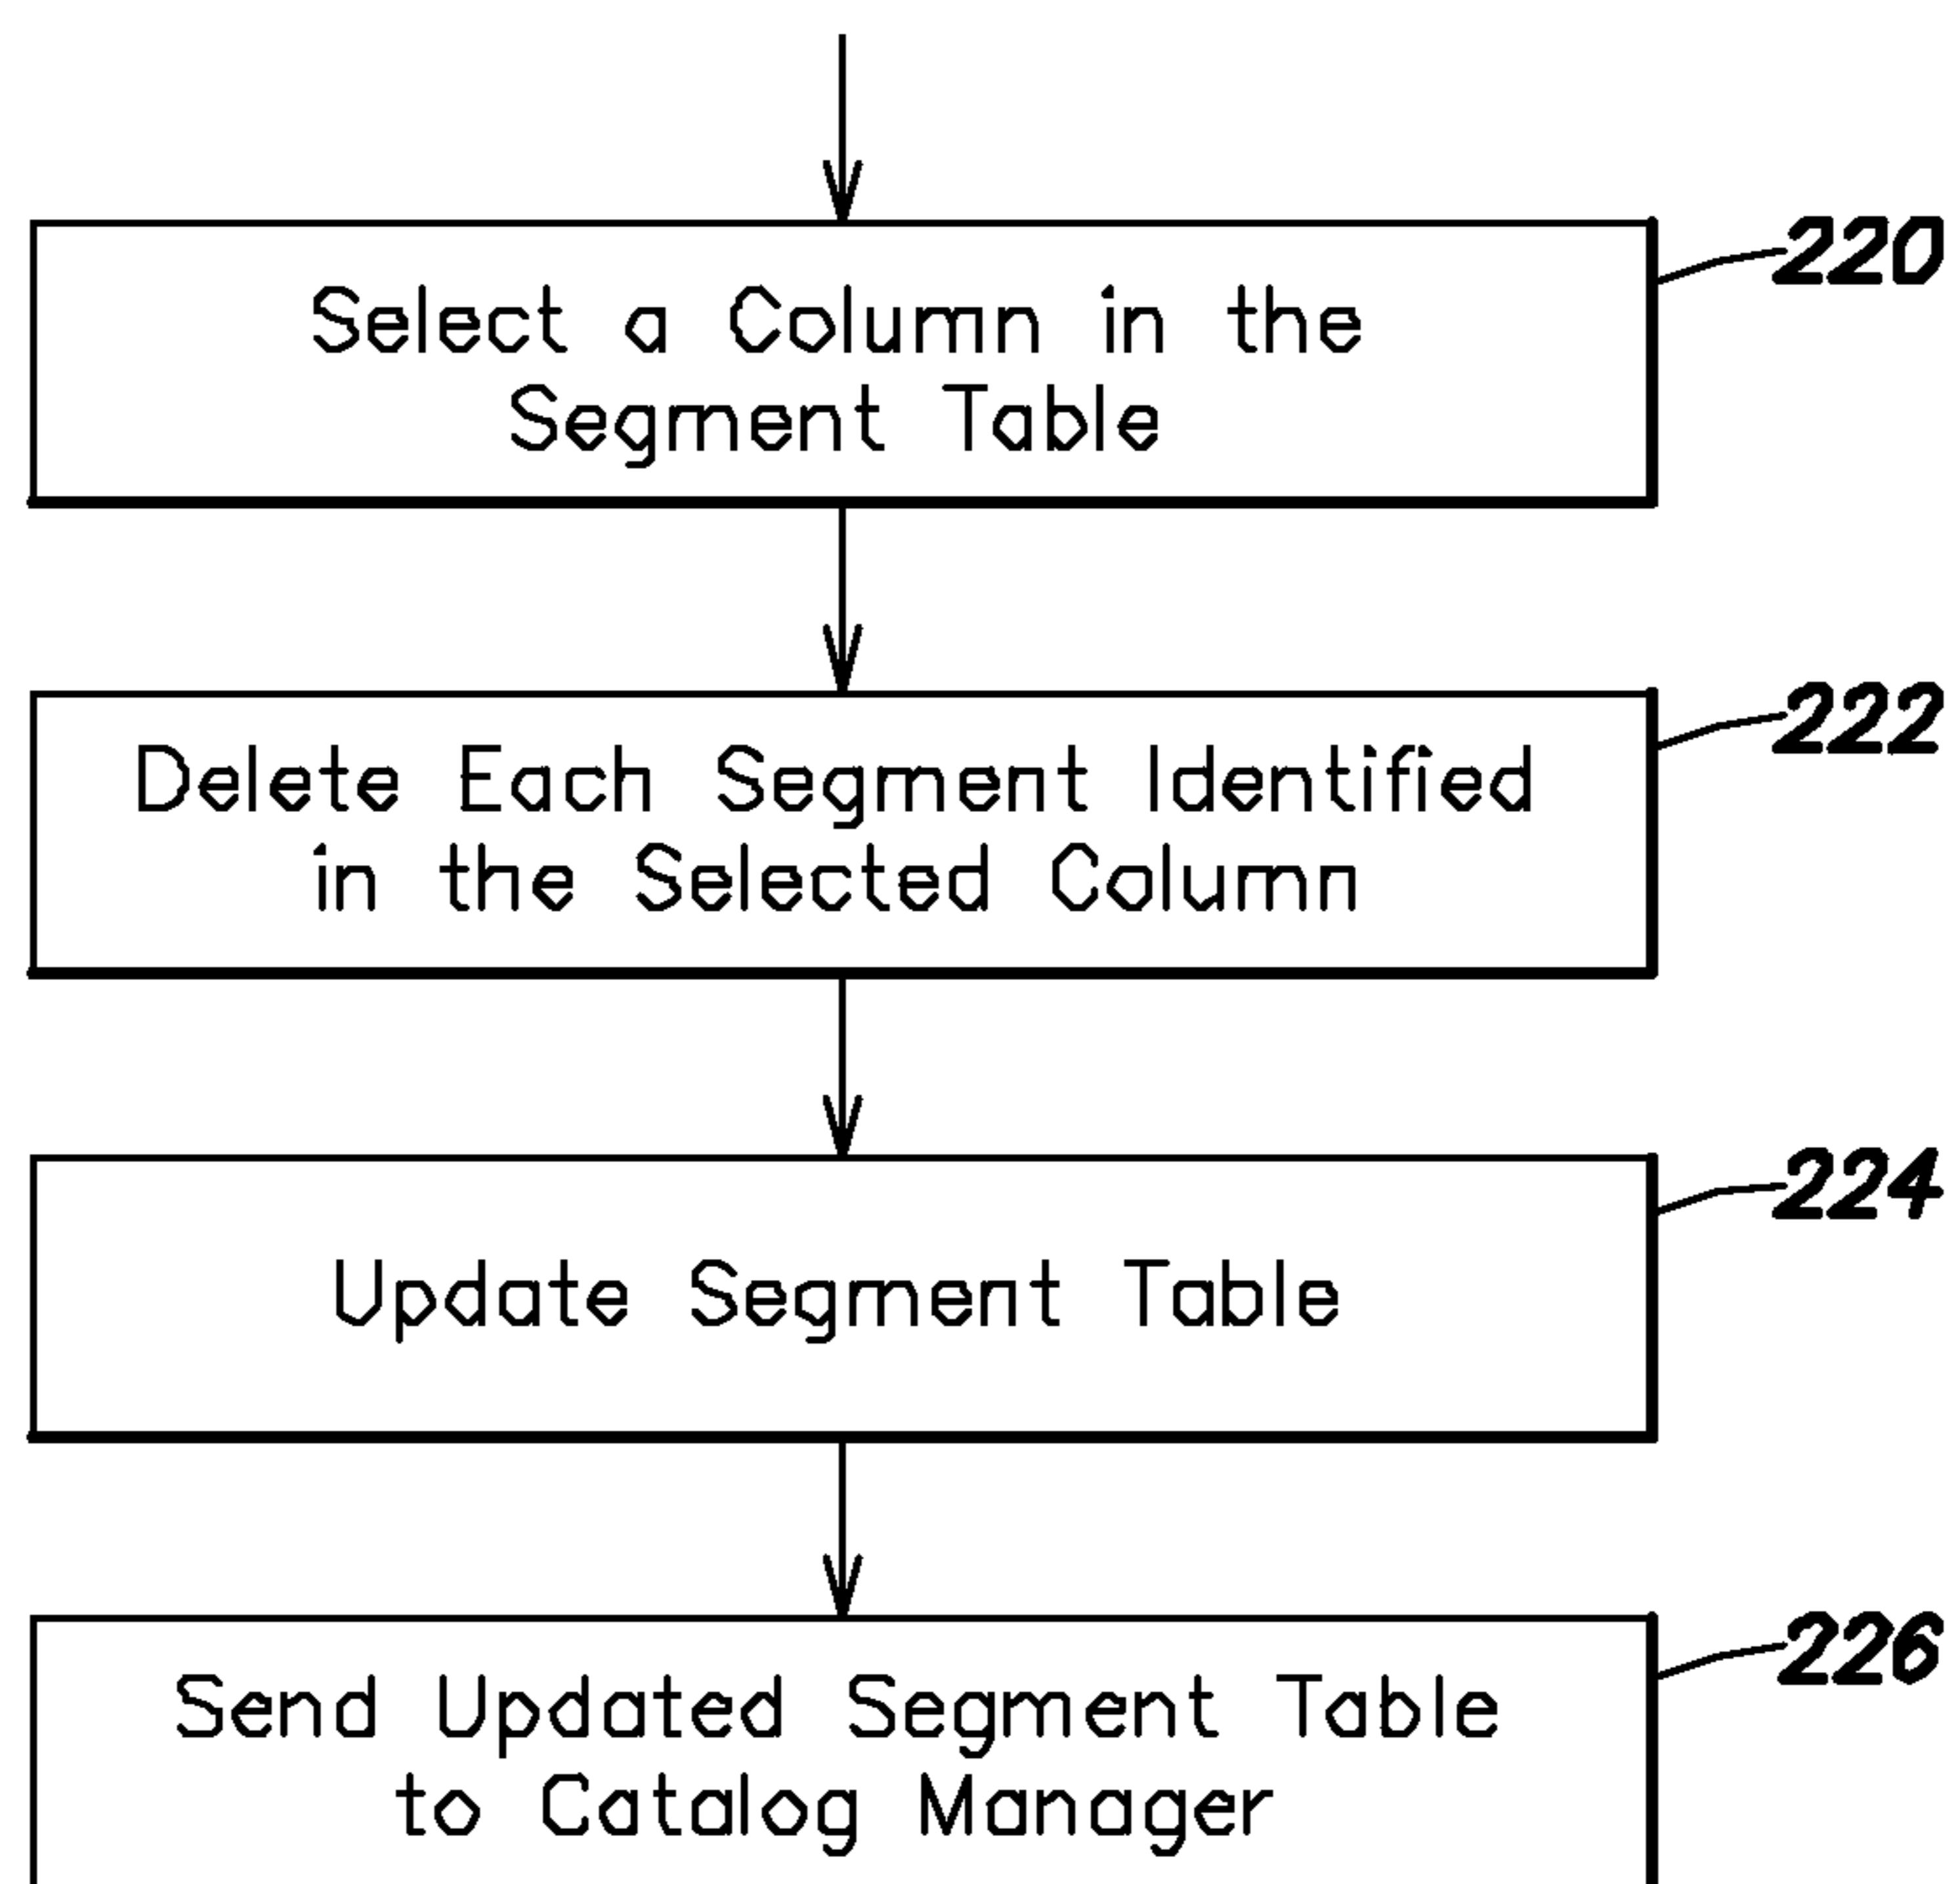 220
Select a Column in the
Segment Table
222
Delete Each Segment Identified
in the Selected Column
224
Update Segment Table
226
Send Updated Segment Table
to Catalog Manager